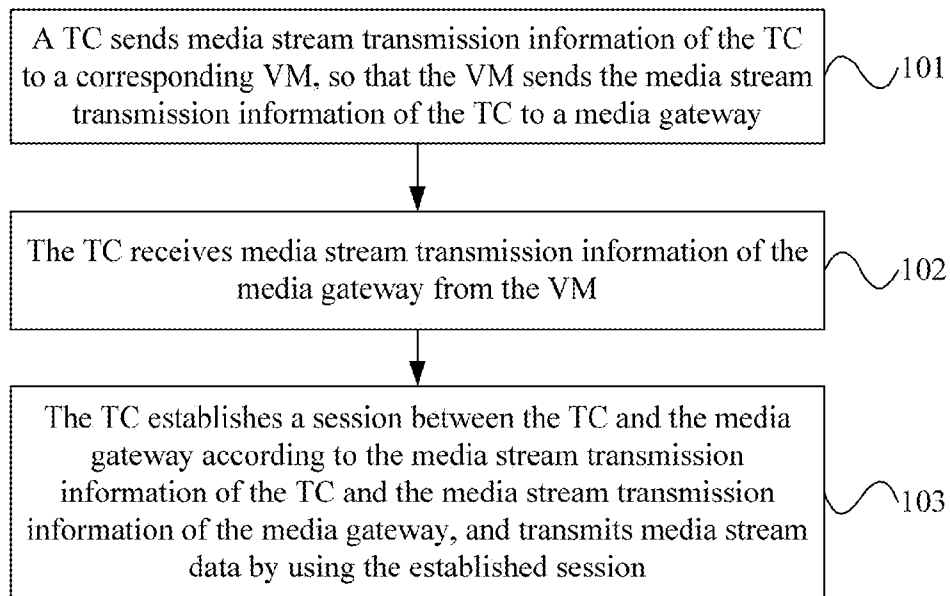 A TC sends media stream transmission information of the TC
to a corresponding VM, so that the VM sends the media stream
transmission information of the TC to a media gateway
101
The TC receives media stream transmission information of the
media gateway from the VM
102
The TC establishes a session between the TC and the media
gateway according to the media stream transmission
information of the TC and the media stream transmission
information of the media gateway, and transmits media stream
data by using the established session
103